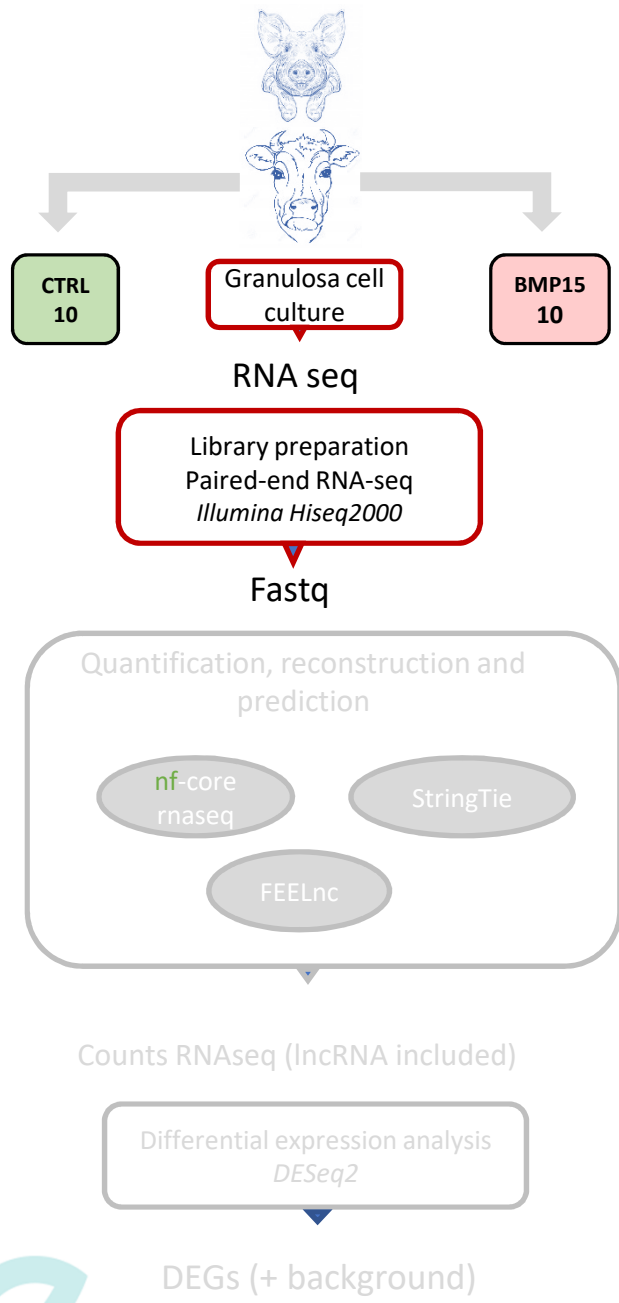 CTRL
10
Granulosa cell
culture
BMP15
10
RNA seq
Library preparation
Paired-end RNA-seq
Illumina Hiseq2000
Fastq
Quantification, reconstruction and
prediction
nf-core
rnaseq
StringTie
FEELnc
Counts RNAseq (lncRNA included)
Differential expression analysis
DESeq2
DEGs (+ background)